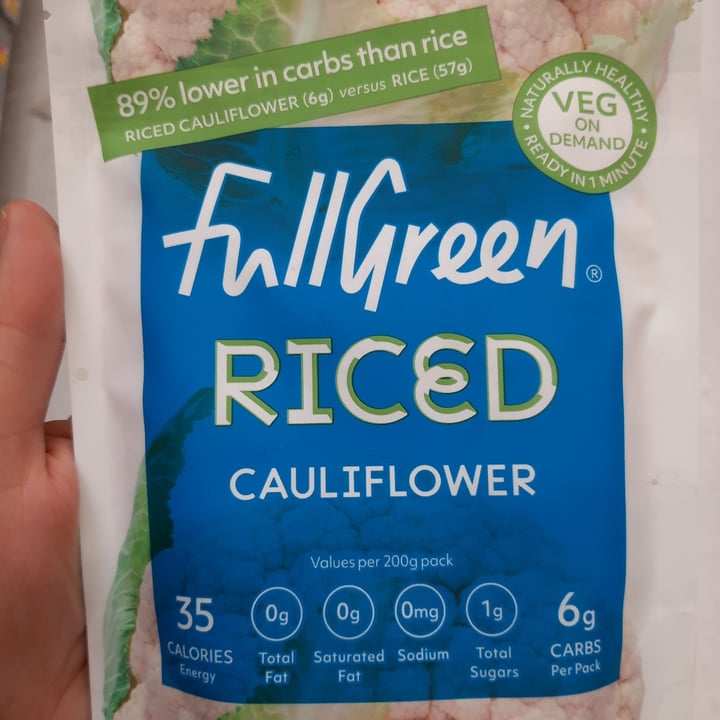 89% lower in carbs than rice
RICED CAULIFLOWER (6g) versus RICE (57g)
NATURALLY HEALTHY
VEG
ON
DEMAND
READY IN 1 MINUTE
fullGreen®
RICED
CAULIFLOWER
Values per 200g pack
35
CALORIES
Energy
0g
Total
Fat
0g
Saturated
Fat
0mg
Sodium
1g
Total
Sugars
6g
CARBS
Per Pack